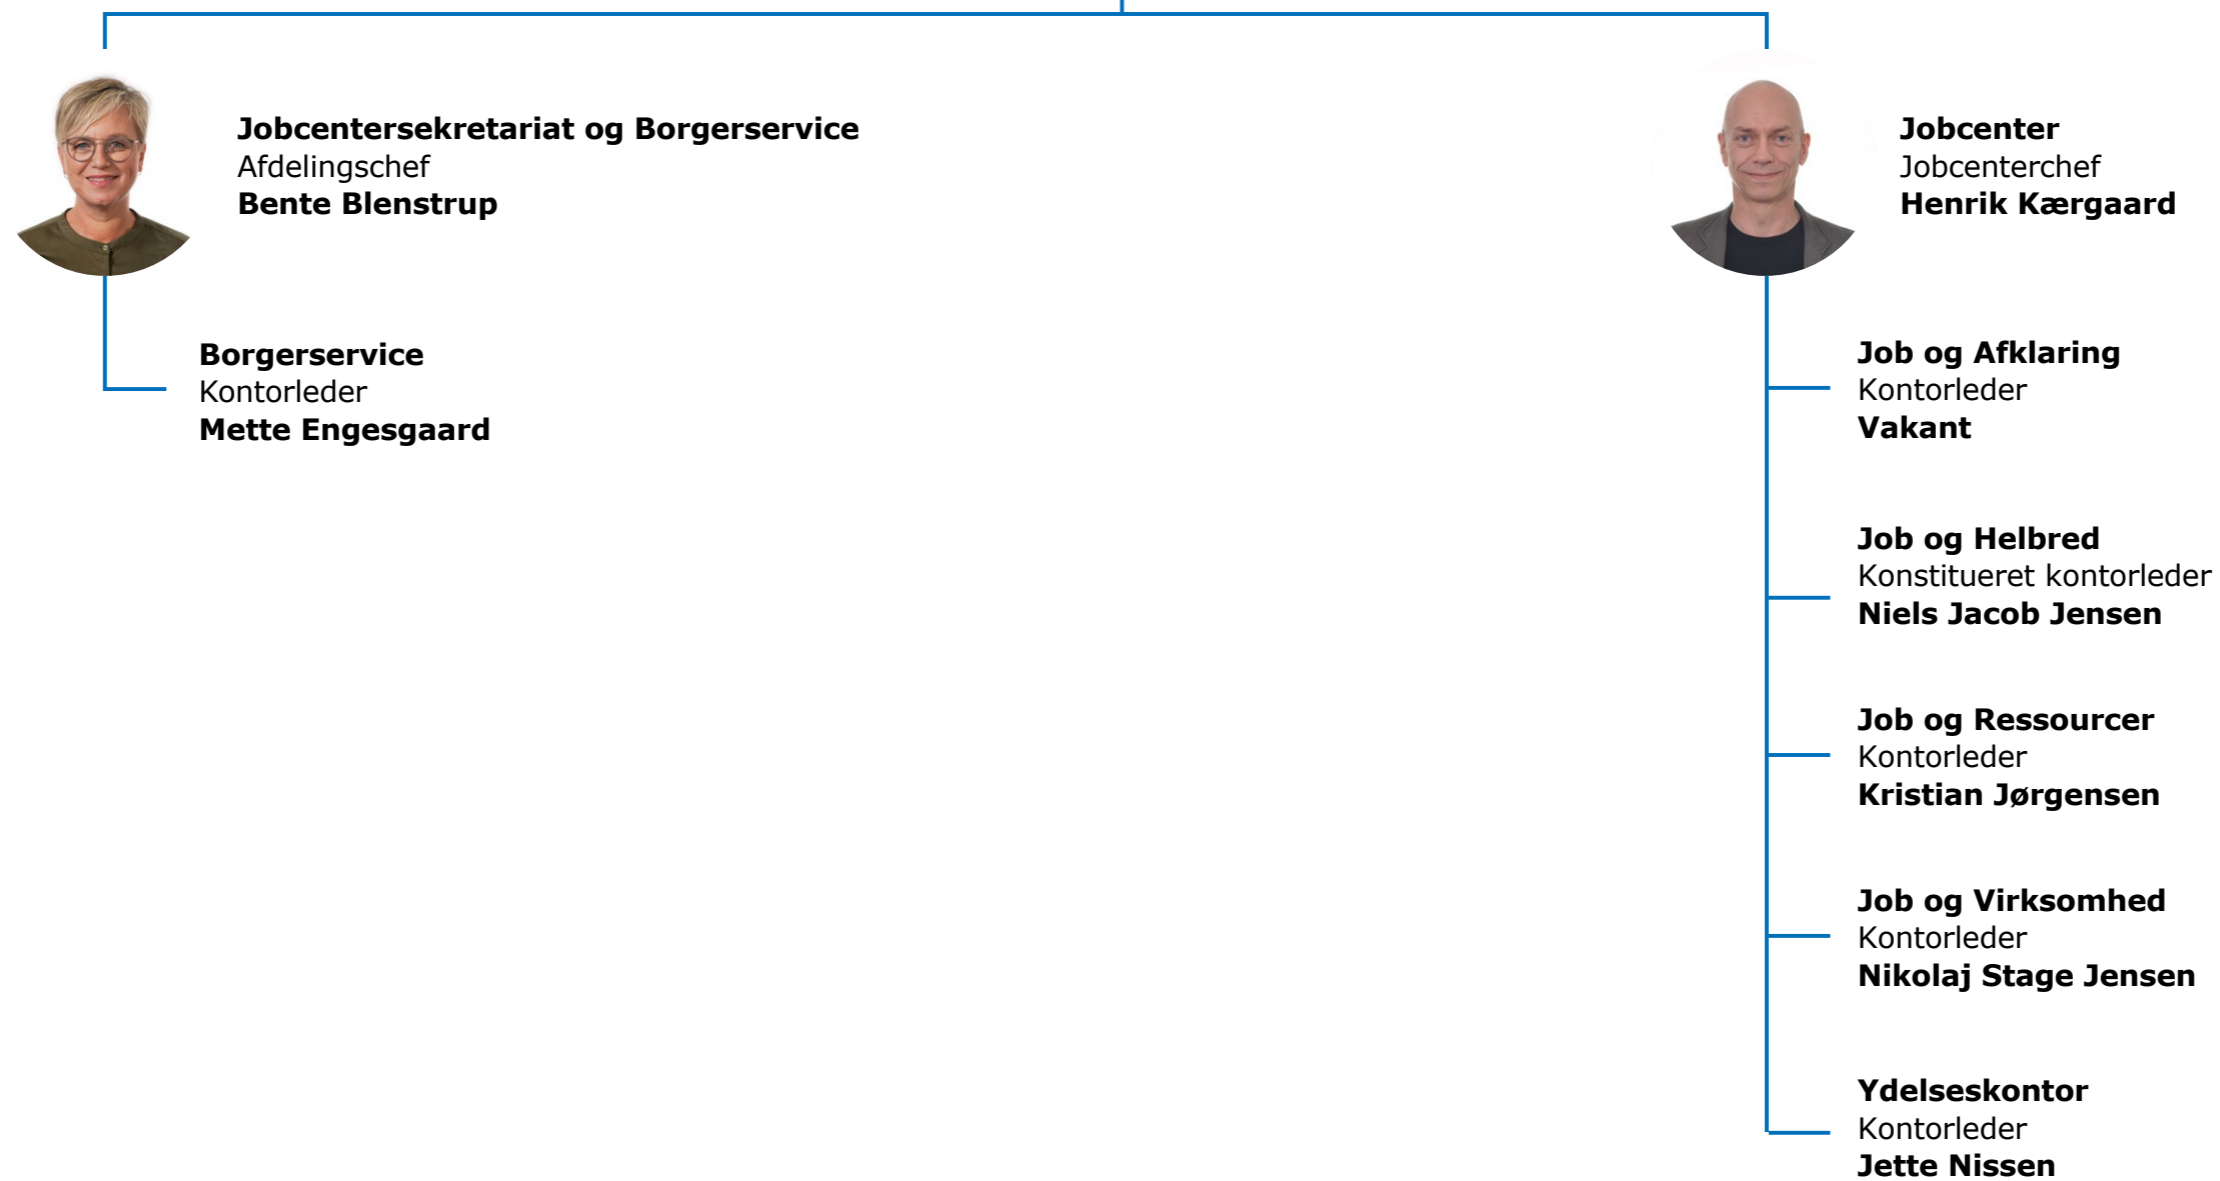 Jobcentersekretariat og Borgerservice
Afdelingschef
Bente Blenstrup
Borgerservice
Kontorleder
Mette Engesgaard
Jobcenter
Jobcenterchef
Henrik Kærgaard
Job og Afklaring
Kontorleder
Vakant
Job og Helbred
Konstitueret kontorleder
Niels Jacob Jensen
Job og Ressourcer
Kontorleder
Kristian Jørgensen
Job og Virksomhed
Kontorleder
Nikolaj Stage Jensen
Ydelseskontor
Kontorleder
Jette Nissen